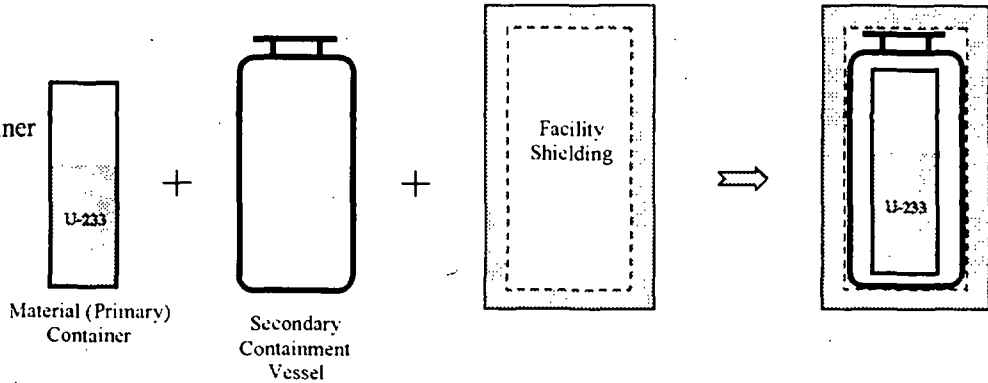 ner
U-233
Material (Primary)
Container
+
Secondary
Containment
Vessel
+
Facility
Shielding
U-233